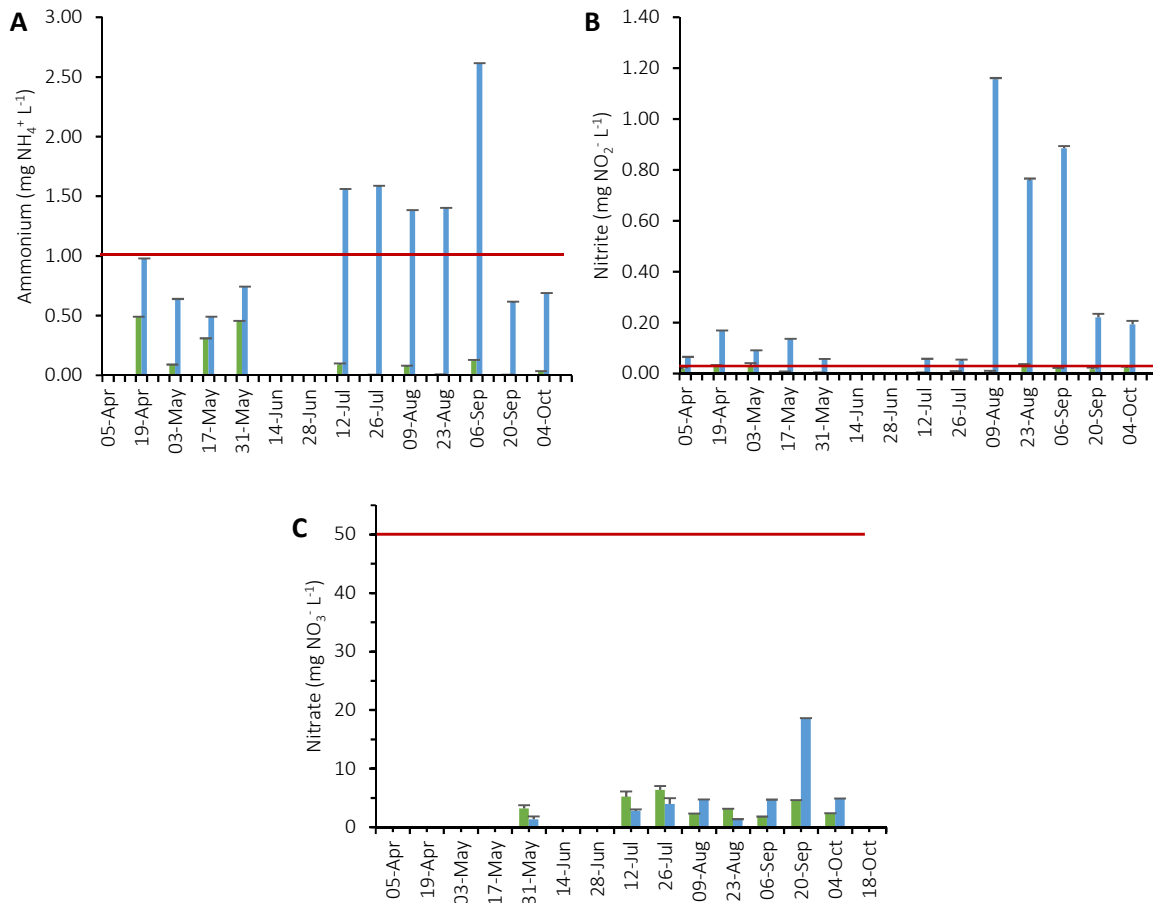 A
Ammonium (mg NH₄⁺ L⁻¹)
3.00
2.50
2.00
1.50
1.00
0.50
0.00
05-Apr
19-Apr
03-May
17-May
31-May
14-Jun
28-Jun
12-Jul
26-Jul
09-Aug
23-Aug
06-Sep
20-Sep
04-Oct
B
Nitrite (mg NO₂⁻ L⁻¹)
1.40
1.20
1.00
0.80
0.60
0.40
0.20
0.00
05-Apr
19-Apr
03-May
17-May
31-May
14-Jun
28-Jun
12-Jul
26-Jul
09-Aug
23-Aug
06-Sep
20-Sep
04-Oct
C
Nitrate (mg NO₃⁻ L⁻¹)
50
40
30
20
10
0
05-Apr
19-Apr
03-May
17-May
31-May
14-Jun
28-Jun
12-Jul
26-Jul
09-Aug
23-Aug
06-Sep
20-Sep
04-Oct
18-Oct